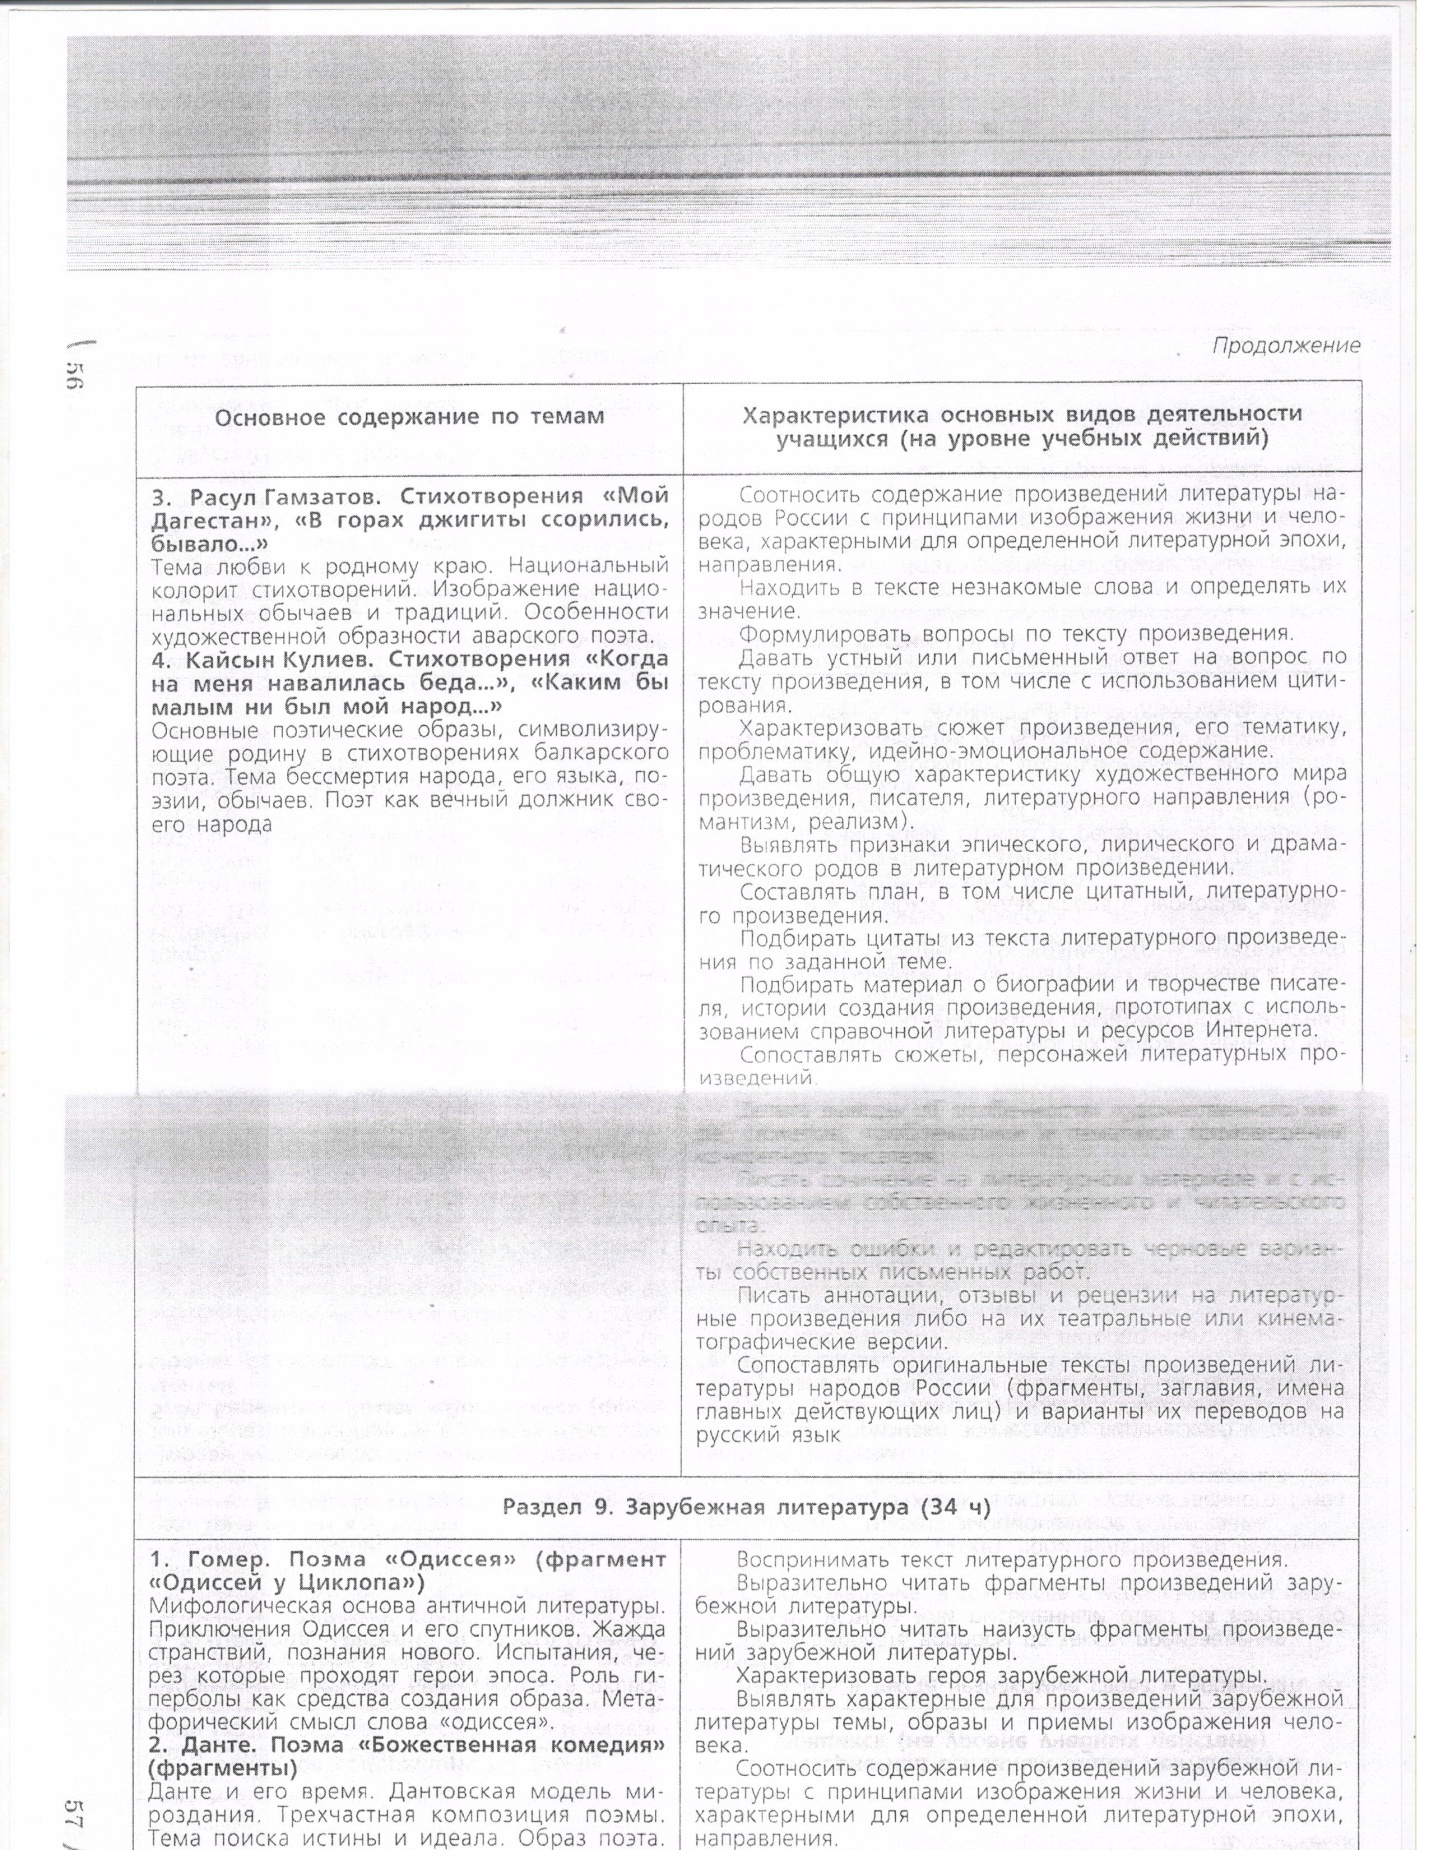 56
Продолжение
Основное содержание по темам
Характеристика основных видов деятельности
учащихся (на уровне учебных действий)
3. Расул Гамзатов. Стихотворения «Мой
Дагестан», «В горах джигиты ссорились,
бывало...»
Тема любви к родному краю. Национальный
колорит стихотворений. Изображение нацио-
нальных обычаев и традиций. Особенности
художественной образности аварского поэта.
4. Кайсын Кулиев. Стихотворения «Когда
на меня навалилась беда...», «Каким бы
малым ни был мой народ...»
Основные поэтические образы, символизиру-
ющие родину в стихотворениях балкарского
поэта. Тема бессмертия народа, его языка, по-
эзии, обычаев. Поэт как вечный должник сво-
его народа
Соотносить содержание произведений литературы на-
родов России с принципами изображения жизни и чело-
века, характерными для определенной литературной эпохи,
направления.
Находить в тексте незнакомые слова и определять их
значение.
Формулировать вопросы по тексту произведения.
Давать устный или письменный ответ на вопрос по
тексту произведения, в том числе с использованием цити-
рования.
Характеризовать сюжет произведения, его тематику,
проблематику, идейно-эмоциональное содержание.
Давать общую характеристику художественного мира
произведения, писателя, литературного направления (ро-
мантизм, реализм).
Выявлять признаки эпического, лирического и драма-
тического родов в литературном произведении.
Составлять план, в том числе цитатный, литературно-
го произведения.
Подбирать цитаты из текста литературного произведе-
ния по заданной теме.
Подбирать материал о биографии и творчестве писате-
ля, истории создания произведения, прототипах с исполь-
зованием справочной литературы и ресурсов Интернета.
Сопоставлять сюжеты, персонажей литературных про-
изведений.
Писать сочинение на литературном материале и с ис-
пользованием собственного жизненного и читательского
опыта.
Находить ошибки и редактировать черновые вариан-
ты собственных письменных работ.
Писать аннотации, отзывы и рецензии на литератур-
ные произведения либо на их театральные или кинема-
тографические версии.
Сопоставлять оригинальные тексты произведений ли-
тературы народов России (фрагменты, заглавия, имена
главных действующих лиц) и варианты их переводов на
русский язык
Раздел 9. Зарубежная литература (34 ч)
1. Гомер. Поэма «Одиссея» (фрагмент
«Одиссей у Циклопа»)
Мифологическая основа античной литературы.
Приключения Одиссея и его спутников. Жажда
странствий, познания нового. Испытания, че-
рез которые проходят герои эпоса. Роль ги-
перболы как средства создания образа. Мета-
форический смысл слова «одиссея».
2. Данте. Поэма «Божественная комедия»
(фрагменты)
Данте и его время. Дантовская модель ми-
роздания. Трехчастная композиция поэмы.
Тема поиска истины и идеала. Образ поэта.
Воспринимать текст литературного произведения.
Выразительно читать фрагменты произведений зару-
бежной литературы.
Выразительно читать наизусть фрагменты произведе-
ний зарубежной литературы.
Характеризовать героя зарубежной литературы.
Выявлять характерные для произведений зарубежной
литературы темы, образы и приемы изображения чело-
века.
Соотносить содержание произведений зарубежной ли-
тературы с принципами изображения жизни и человека,
характерными для определенной литературной эпохи,
направления.
57